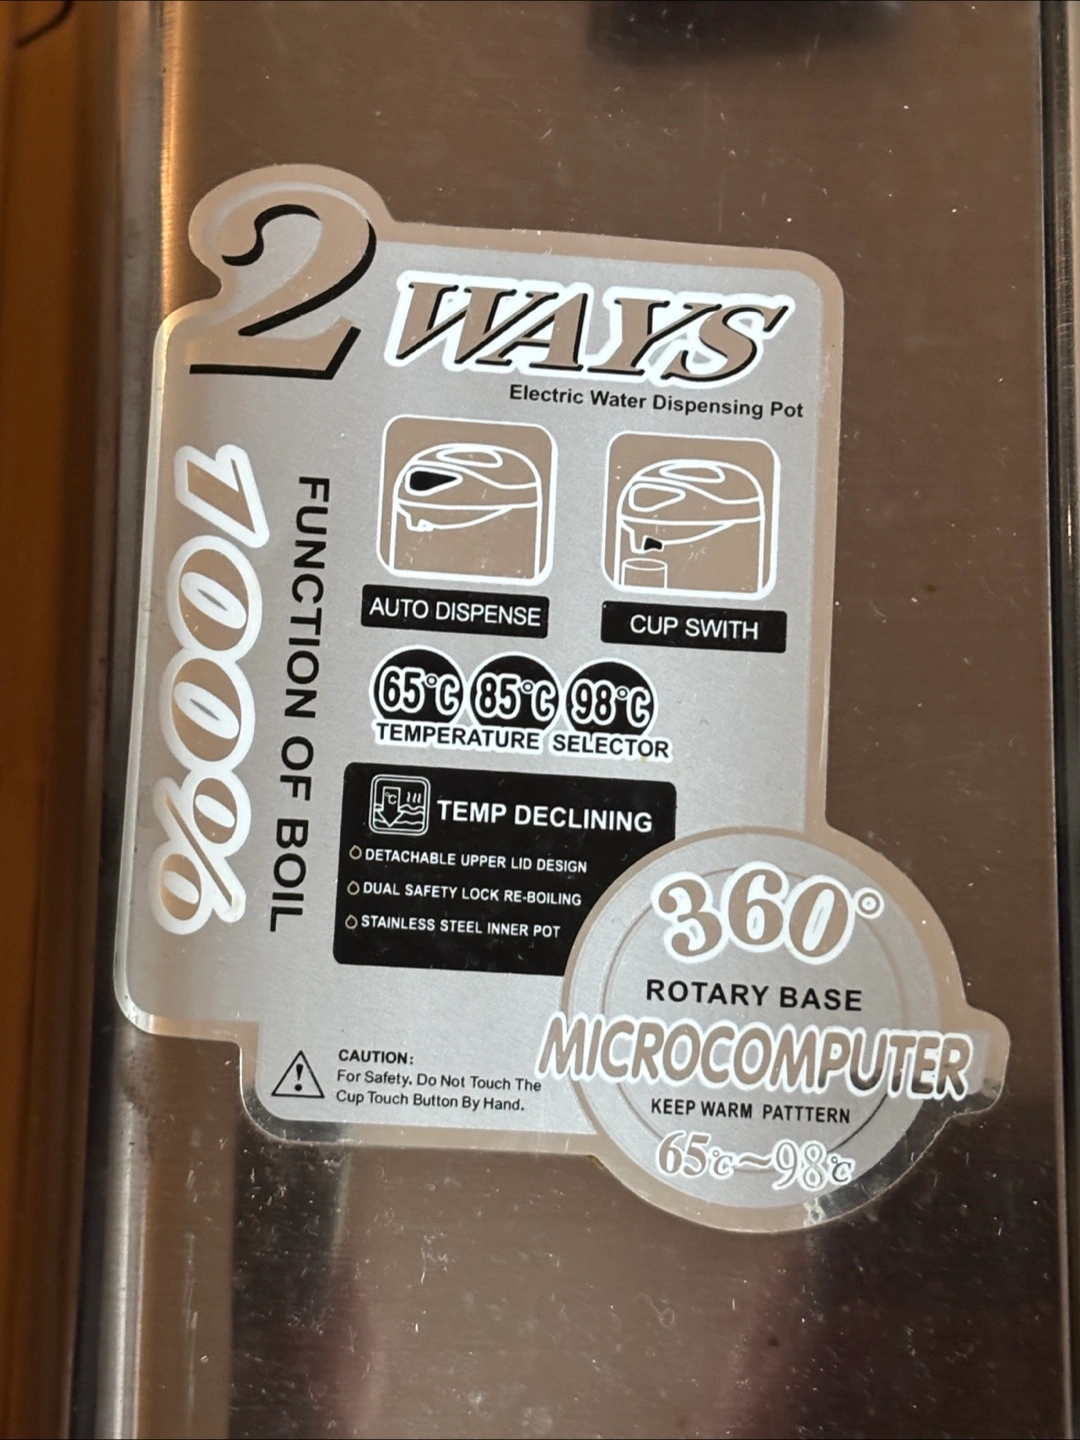 2 WAYS
Electric Water Dispensing Pot
100%
FUNCTION OF BOIL
AUTO DISPENSE
CUP SWITH
65°C 85°C 98°C
TEMPERATURE SELECTOR
°C TEMP DECLINING
DETACHABLE UPPER LID DESIGN
DUAL SAFETY LOCK RE-BOILING
STAINLESS STEEL INNER POT
360°
ROTARY BASE
MICROCOMPUTER
KEEP WARM PATTTERN
65°C~98°C
CAUTION:
For Safety. Do Not Touch The
Cup Touch Button By Hand.